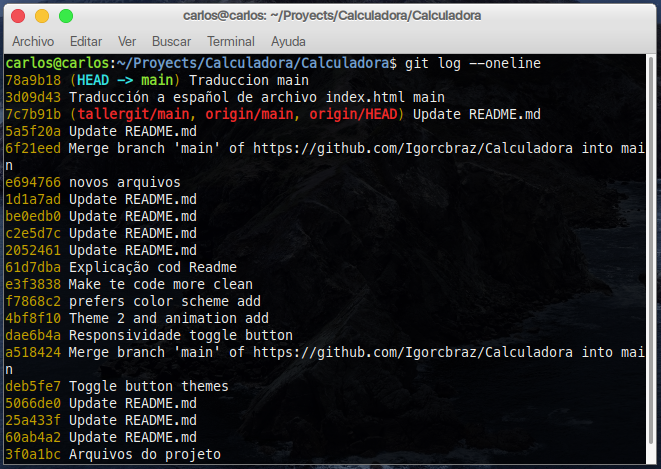 carlos@carlos: ~/Proyects/Calculadora/Calculadora
Archivo Editar Ver Buscar Terminal Ayuda
carlos@carlos:~/Proyects/Calculadora/Calculadora$ git log --oneline
78a9b18 (HEAD -> main) Traduccion main
3d09d43 Traducción a español de archivo index.html main
7c7b91b (tallergit/main, origin/main, origin/HEAD) Update README.md
5a5f20a Update README.md
6f21eed Merge branch 'main' of https://github.com/Igorcbraz/Calculadora into mai
n
e694766 novos arquivos
1d1a7ad Update README.md
be0edb0 Update README.md
c2e5d7c Update README.md
2052461 Update README.md
61d7dba Explicação cod Readme
e3f3838 Make te code more clean
f7868c2 prefers color scheme add
4bf8f10 Theme 2 and animation add
dae6b4a Responsividade toggle button
a518424 Merge branch 'main' of https://github.com/Igorcbraz/Calculadora into mai
n
deb5fe7 Toggle button themes
5066de0 Update README.md
25a433f Update README.md
60ab4a2 Update README.md
3f0a1bc Arquivos do projeto